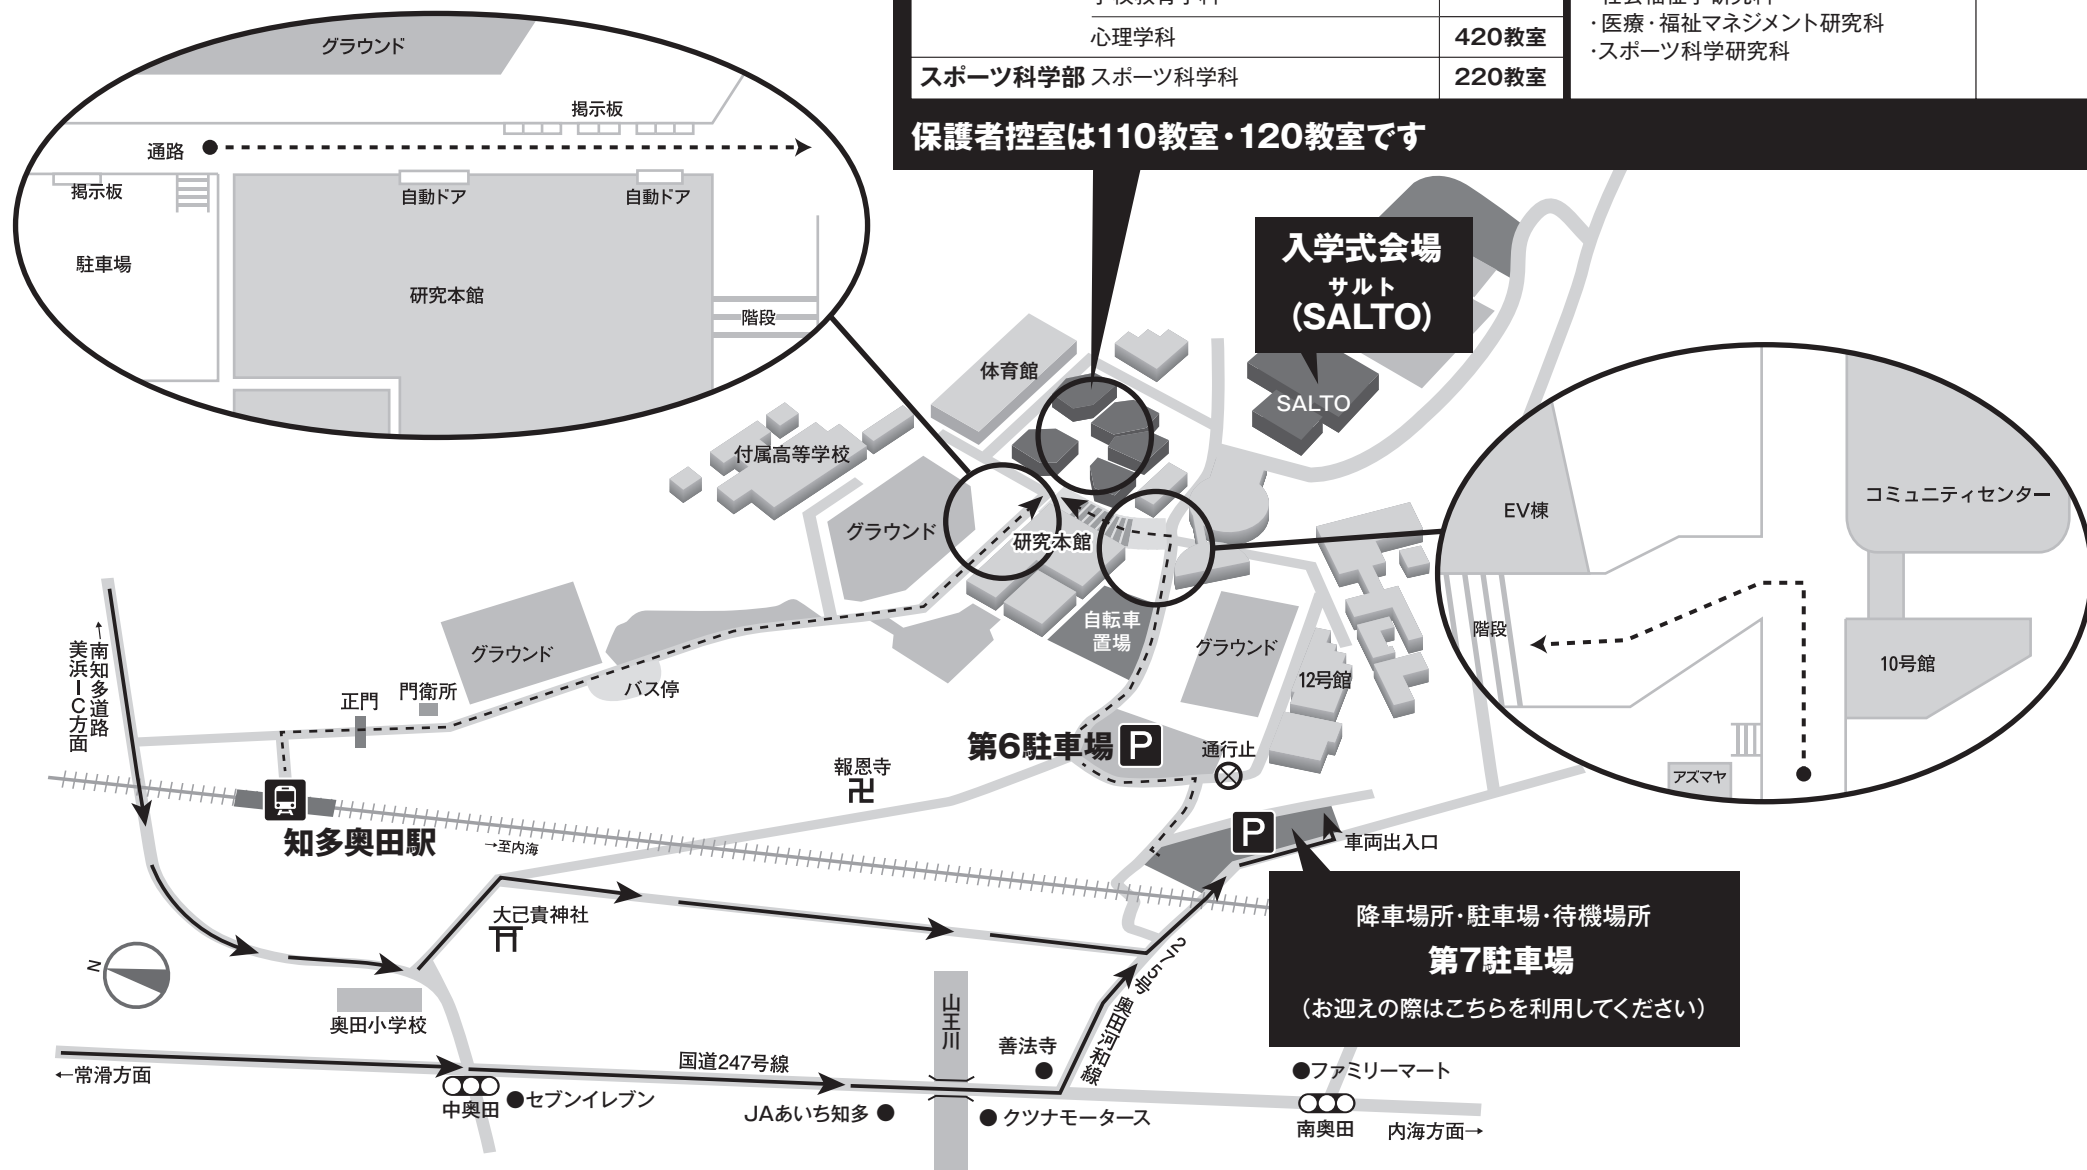 心理学科 420教室
スポーツ科学部 スポーツ科学科 220教室
・医療・福祉マネジメント研究科
・スポーツ科学研究科
保護者控室は110教室・120教室です
グラウンド
掲示板
通路
掲示板
自動ドア
自動ドア
駐車場
研究本館
階段
入学式会場
サルト
(SALTO)
体育館
SALTO
付属高等学校
グラウンド
研究本館
EV棟
コミュニティセンター
階段
10号館
アズマヤ
自転車
置場
グラウンド
12号館
グラウンド
バス停
門衛所
正門
←南知多道路
美浜IC方面
第6駐車場
P
通行止
報恩寺
卍
知多奥田駅
→至内海
P
車両出入口
降車場所・駐車場・待機場所
第7駐車場
(お迎えの際はこちらを利用してください)
大己貴神社
N
奥田小学校
275号
奥田河和線
山王川
善法寺
国道247号線
←常滑方面
中奥田
セブンイレブン
JAあいち知多
クツナモータース
ファミリーマート
南奥田
内海方面→